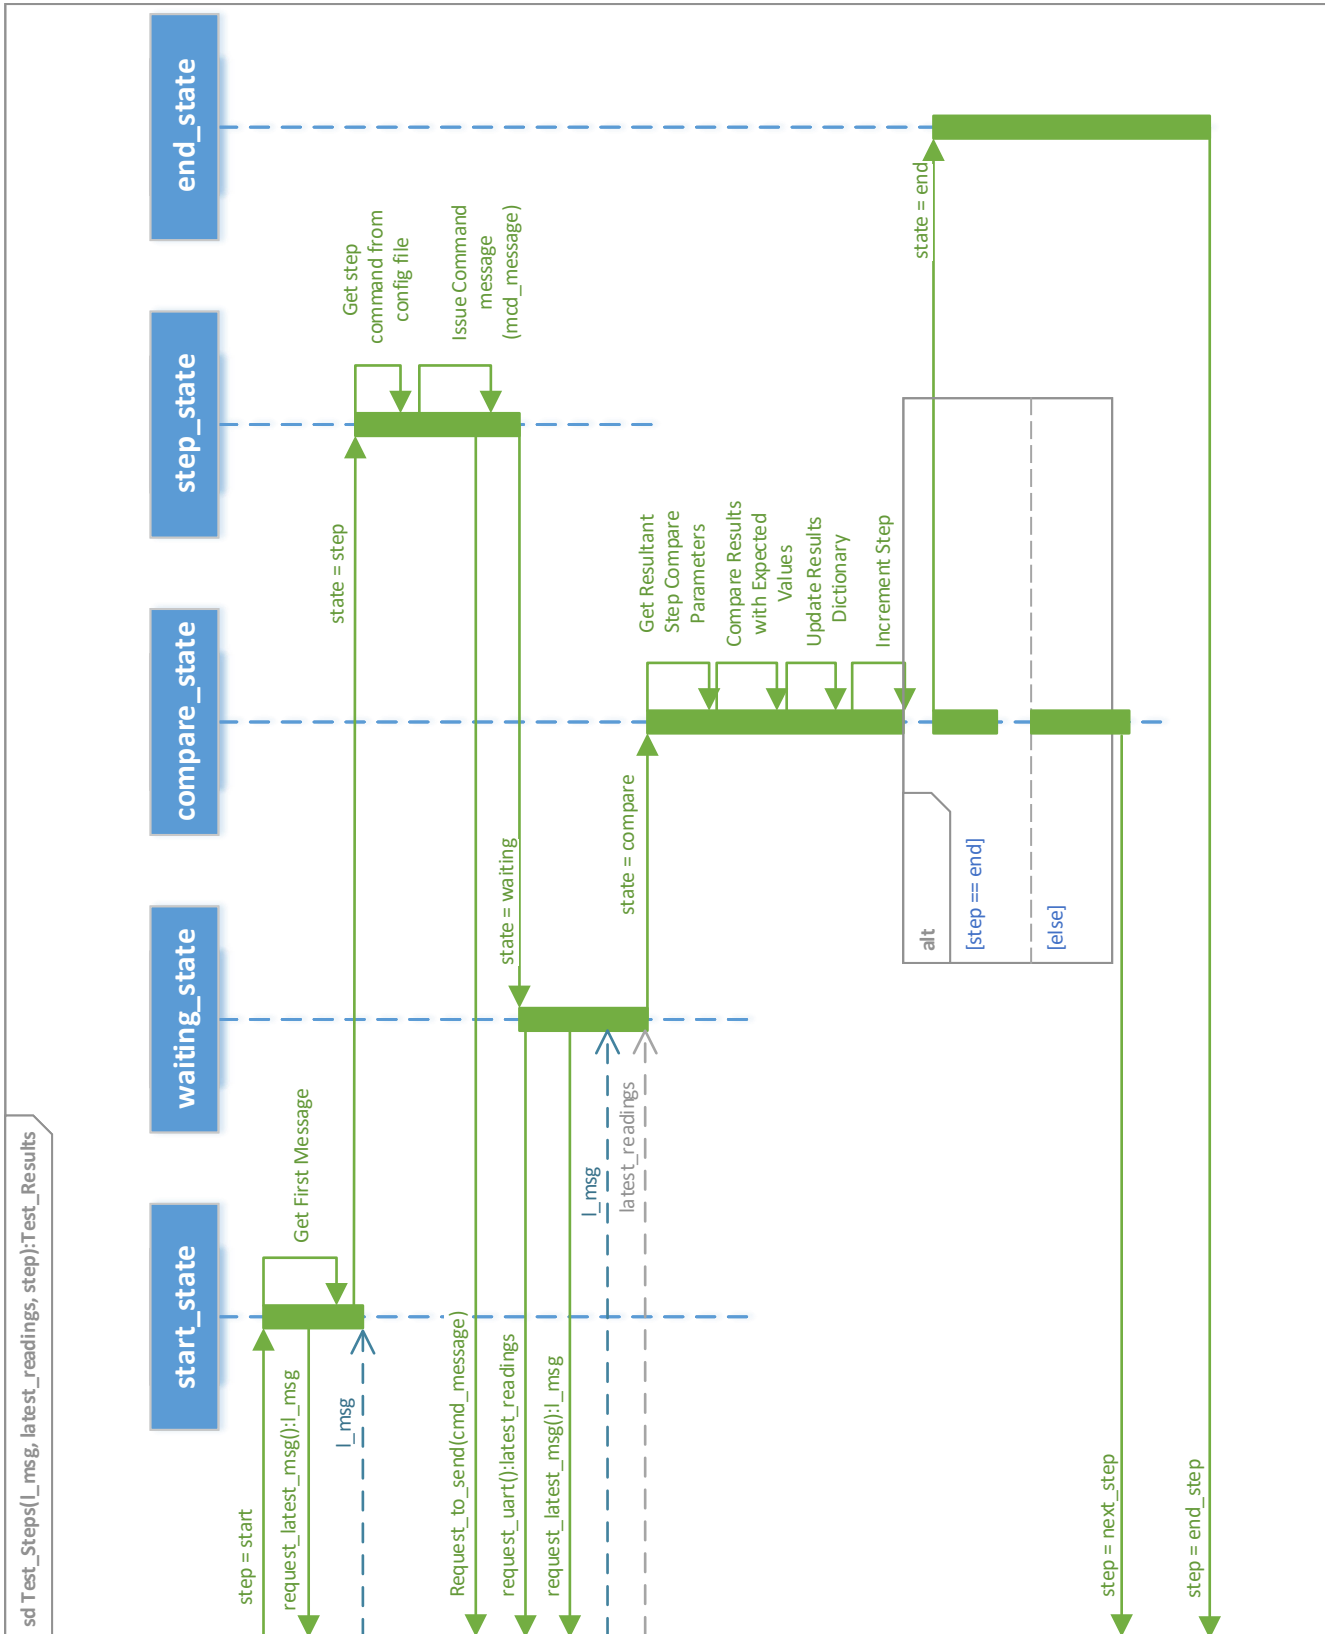 sd Test_Steps(l_msg, latest_readings, step):Test_Results
start_state
waiting_state
compare_state
step_state
end_state
step = start
Get First Message
request_latest_msg():l_msg
l_msg
state = step
Get step
command from
config file
Issue Command
message
(mcd_message)
Request_to_send(cmd_message)
state = waiting
request_uart():latest_readings
request_latest_msg():l_msg
l_msg
latest_readings
state = compare
Get Resultant
Step Compare
Parameters
Compare Results
with Expected
Values
Update Results
Dictionary
Increment Step
alt
[step == end]
state = end
[else]
step = next_step
step = end_step